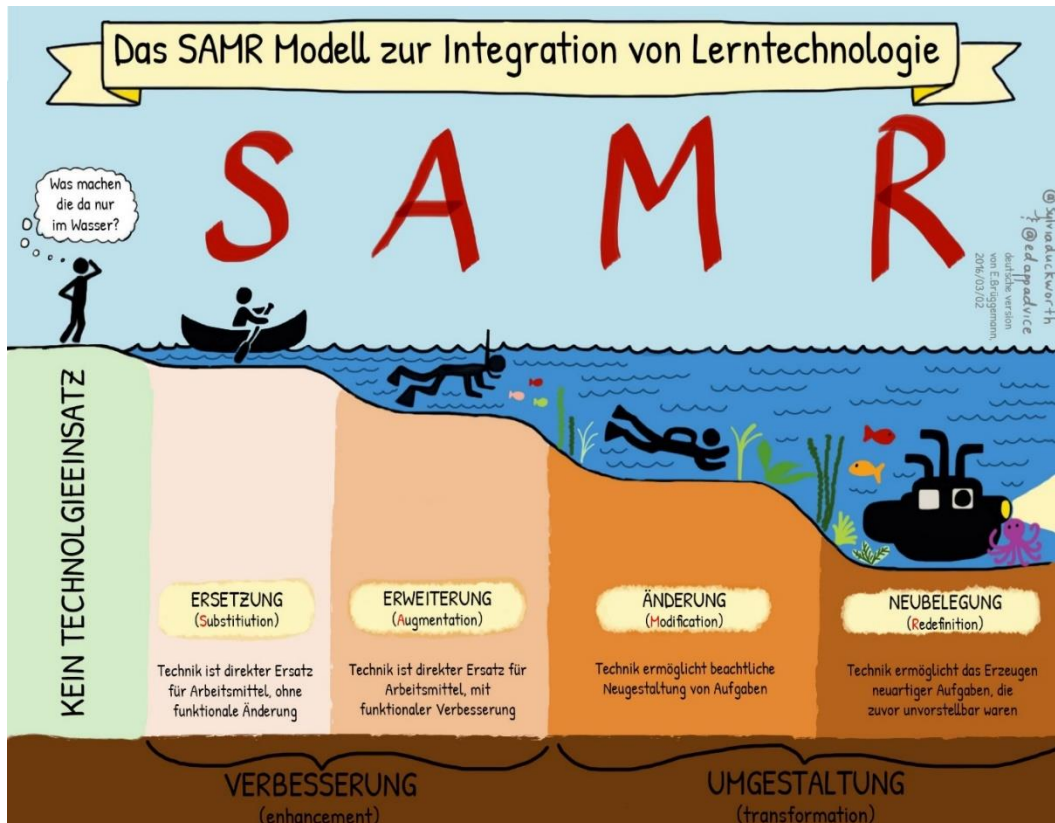 Das SAMR Modell zur Integration von Lerntechnologie
S A M R
Was machen
die da nur
im Wasser?
@sylviaduckworth
& @edappadvice
deutsche version
von E.Brüggemann,
2016/03/02
KEIN TECHNOLGIEEINSATZ
ERSETZUNG
(Substitiution)
Technik ist direkter Ersatz
für Arbeitsmittel, ohne
funktionale Änderung
ERWEITERUNG
(Augmentation)
Technik ist direkter Ersatz für
Arbeitsmittel, mit
funktionaler Verbesserung
ÄNDERUNG
(Modification)
Technik ermöglicht beachtliche
Neugestaltung von Aufgaben
NEUBELEGUNG
(Redefinition)
Technik ermöglicht das Erzeugen
neuartiger Aufgaben, die
zuvor unvorstellbar waren
VERBESSERUNG
(enhancement)
UMGESTALTUNG
(transformation)